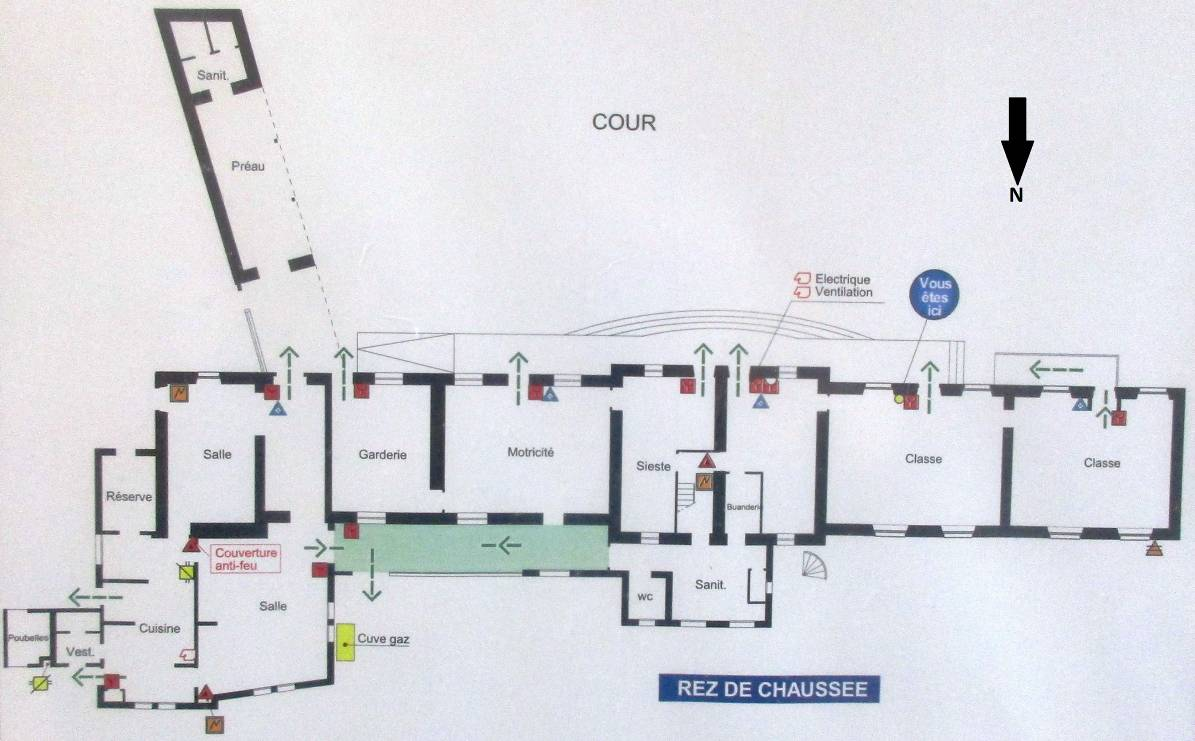 Sanit.
COUR
Préau
N
Electrique
Ventilation
Vous
êtes
ici
Salle
Garderie
Motricité
Sieste
Classe
Classe
Réserve
Buanderie
Couverture
anti-feu
Salle
Sanit.
wc
Poubelles
Cuisine
Vest.
Cuve gaz
REZ DE CHAUSSEE